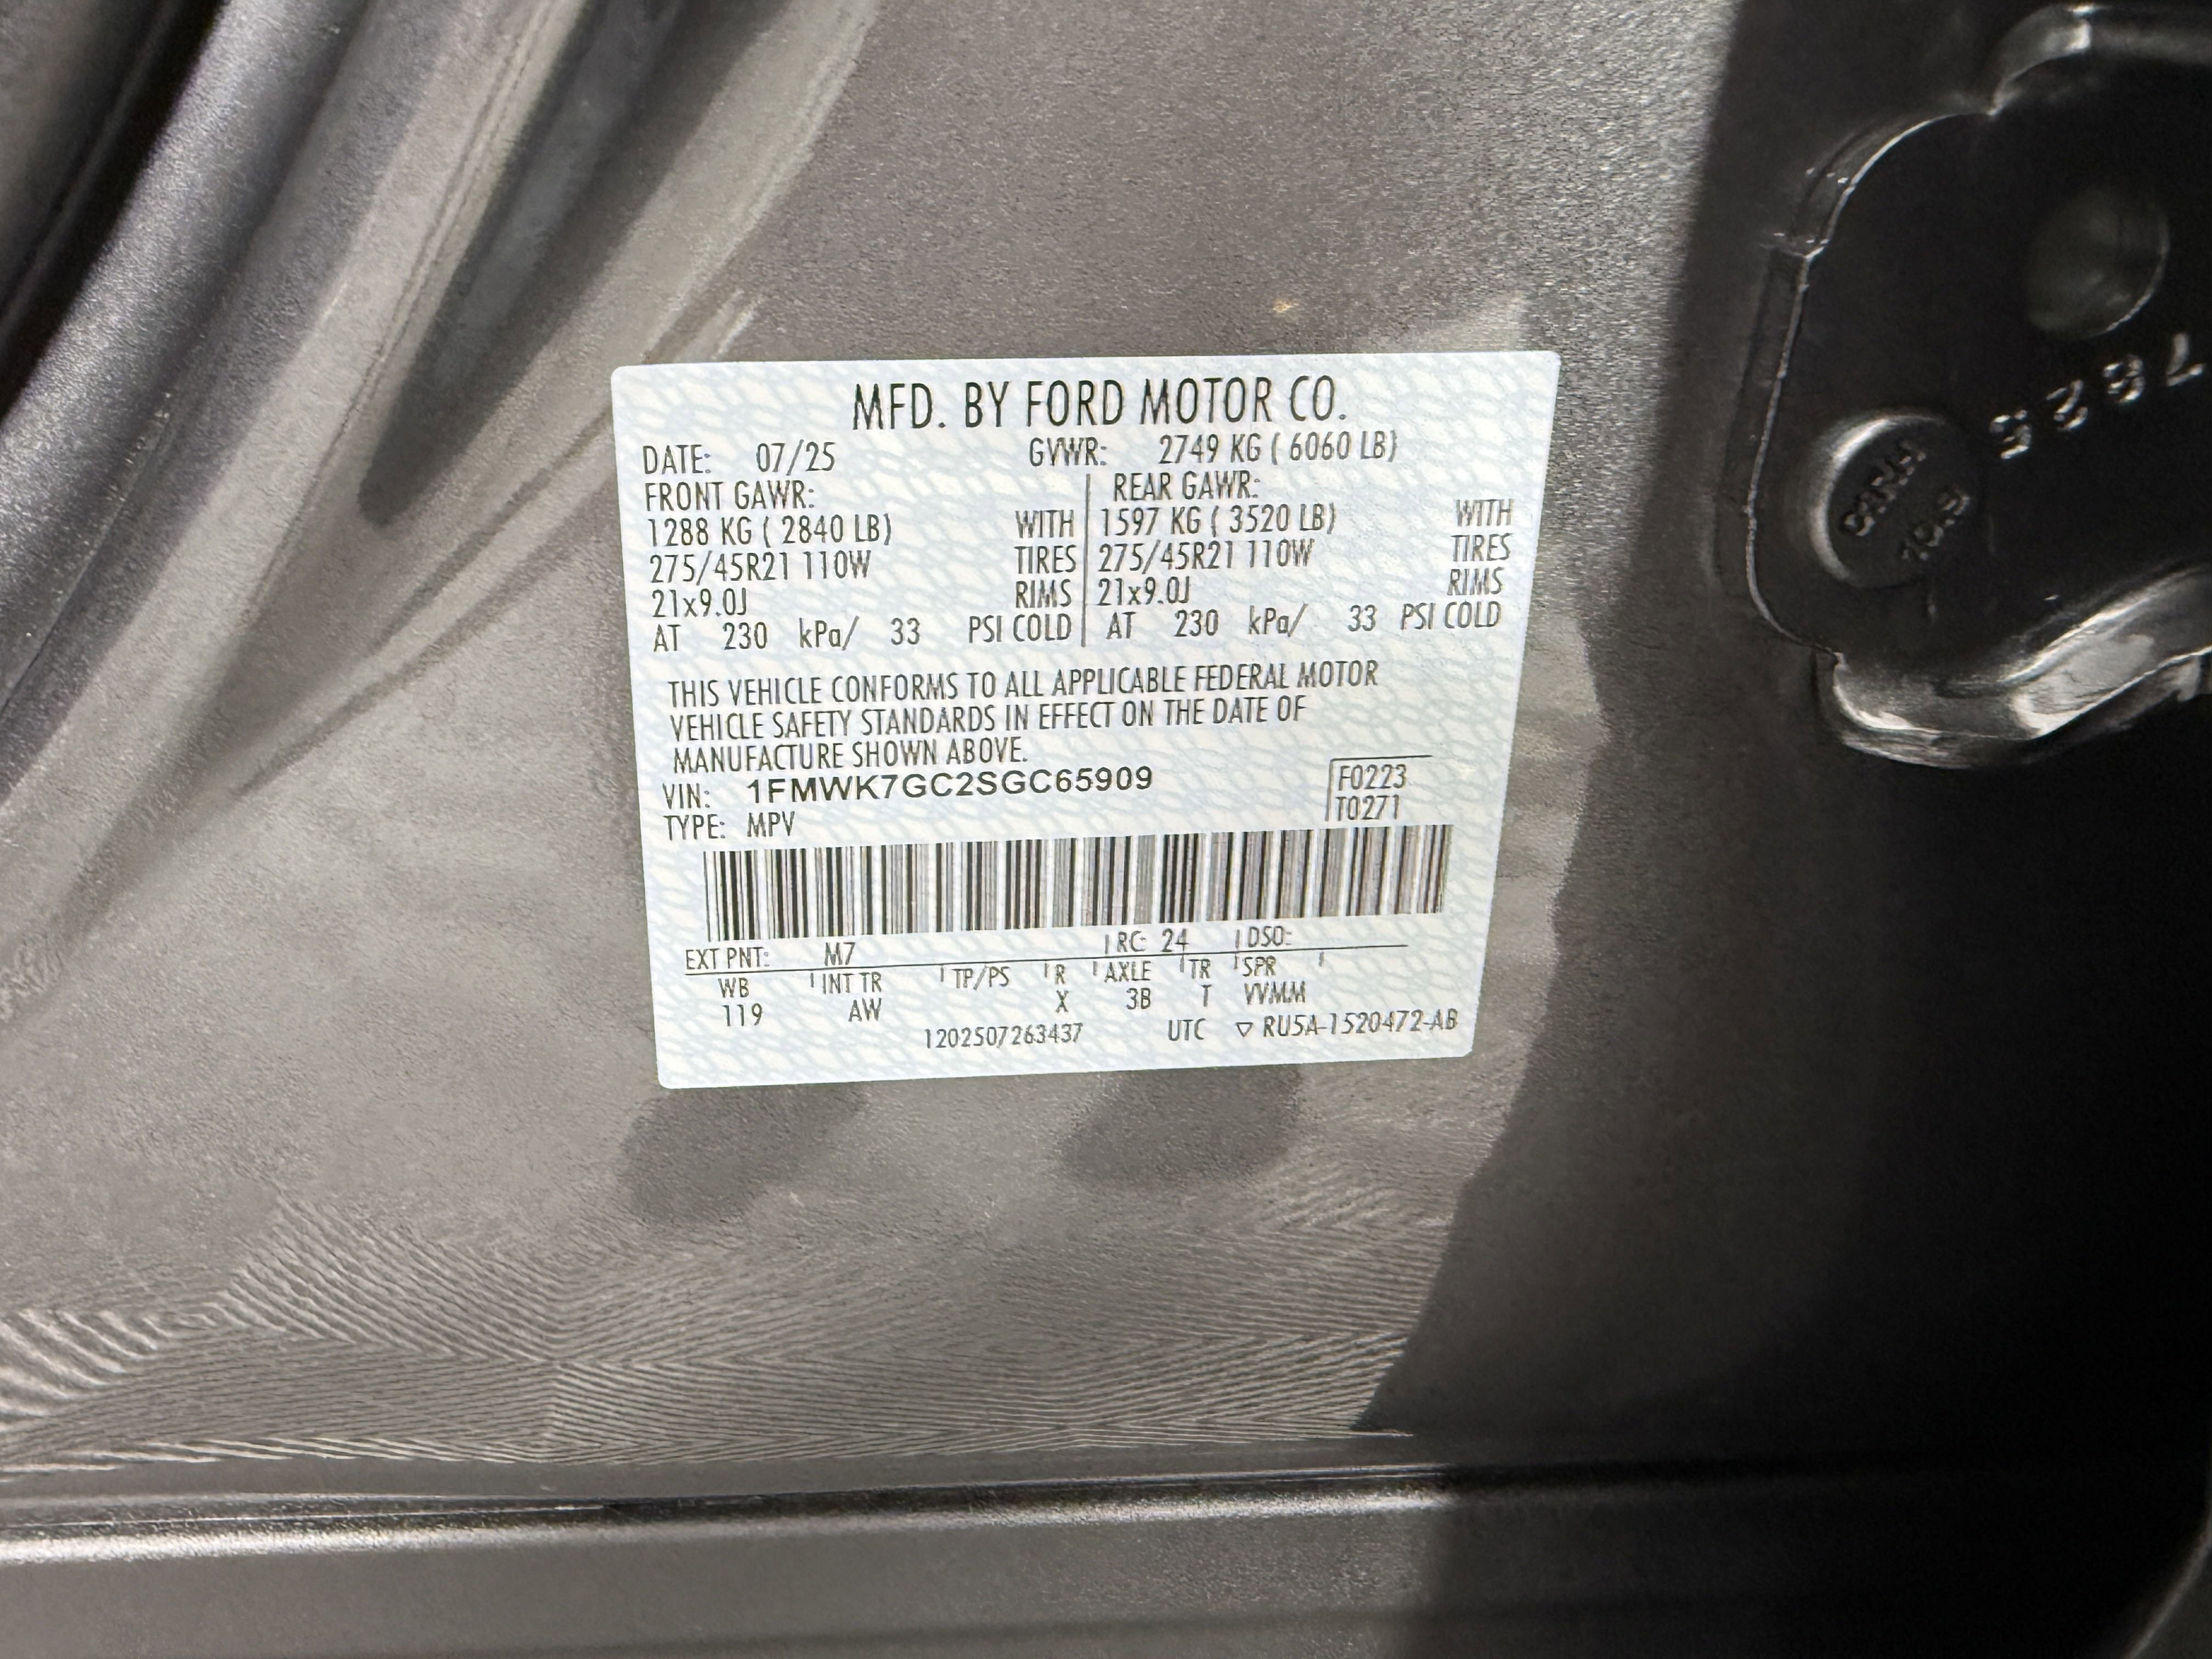 MFD. BY FORD MOTOR CO.
DATE: 07/25 GVWR: 2749 KG ( 6060 LB)
FRONT GAWR: REAR GAWR:
1288 KG ( 2840 LB) WITH 1597 KG ( 3520 LB) WITH
275/45R21 110W TIRES 275/45R21 110W TIRES
21x9.0J RIMS 21x9.0J RIMS
AT 230 kPa/ 33 PSI COLD AT 230 kPa/ 33 PSI COLD
THIS VEHICLE CONFORMS TO ALL APPLICABLE FEDERAL MOTOR
VEHICLE SAFETY STANDARDS IN EFFECT ON THE DATE OF
MANUFACTURE SHOWN ABOVE.
VIN: 1FMWK7GC2SGC65909 F0223
TYPE: MPV T0271
EXT PNT: M7 RC: 24 DSO:
WB INT TR TP/PS R AXLE TR SPR
119 AW X 3B T VVMM
1202507263437 UTC ▽ RU5A-1520472-AB
10.9